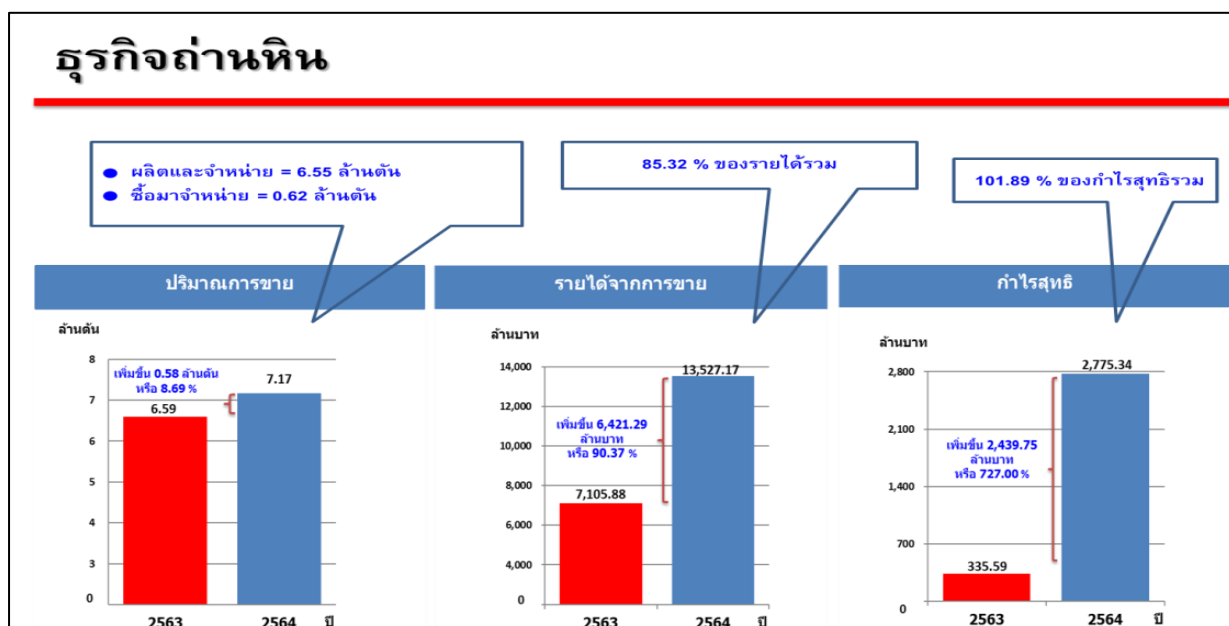 ธุรกิจถ่านหิน
● ผลิตและจำหน่าย = 6.55 ล้านตัน
● ซื้อมาจำหน่าย = 0.62 ล้านตัน
85.32 % ของรายได้รวม
101.89 % ของกำไรสุทธิรวม
ปริมาณการขาย
ล้านตัน
8
7
6
5
4
3
0
เพิ่มขึ้น 0.58 ล้านตัน
หรือ 8.69 %
6.59
7.17
2563
2564
ปี
รายได้จากการขาย
ล้านบาท
14,000
12,000
10,000
8,000
6,000
4,000
0
เพิ่มขึ้น 6,421.29
ล้านบาท
หรือ 90.37 %
7,105.88
13,527.17
2563
2564
ปี
กำไรสุทธิ
ล้านบาท
2,800
2,100
1,400
700
0
เพิ่มขึ้น 2,439.75
ล้านบาท
หรือ 727.00 %
335.59
2,775.34
2563
2564
ปี